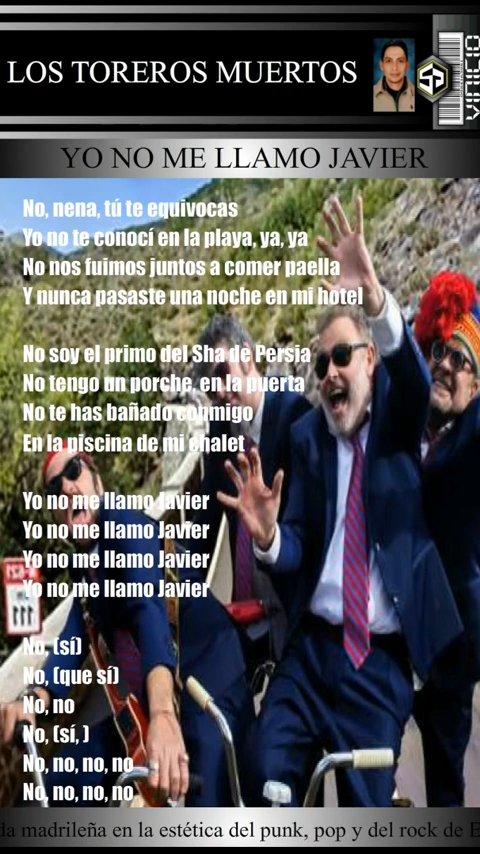 LOS TOREROS MUERTOS
VINICIO
YO NO ME LLAMO JAVIER
No, nena, tú te equivocas
Yo no te conocí en la playa, ya, ya
No nos fuimos juntos a comer paella
Y nunca pasaste una noche en mi hotel
No soy el primo del Sha de Persia
No tengo un porche, en la puerta
No te has bañado conmigo
En la piscina de mi chalet
Yo no me llamo Javier
Yo no me llamo Javier
Yo no me llamo Javier
Yo no me llamo Javier
No, (sí)
No, (que sí)
No, no
No, (sí, )
No, no, no, no
No, no, no, no
da madrileña en la estética del punk, pop y del rock de E